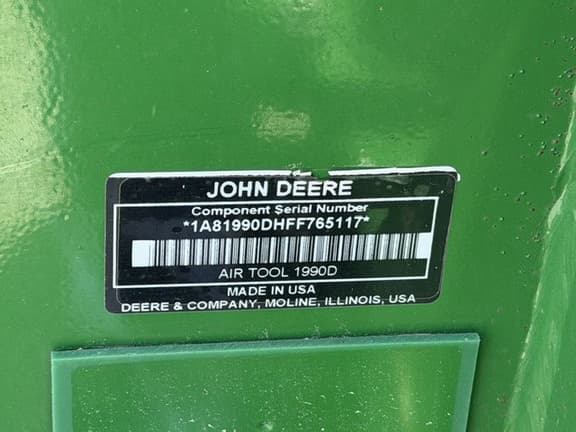 JOHN DEERE
Component Serial Number
*1A81990DHFF765117*
AIR TOOL 1990D
MADE IN USA
DEERE & COMPANY, MOLINE, ILLINOIS, USA